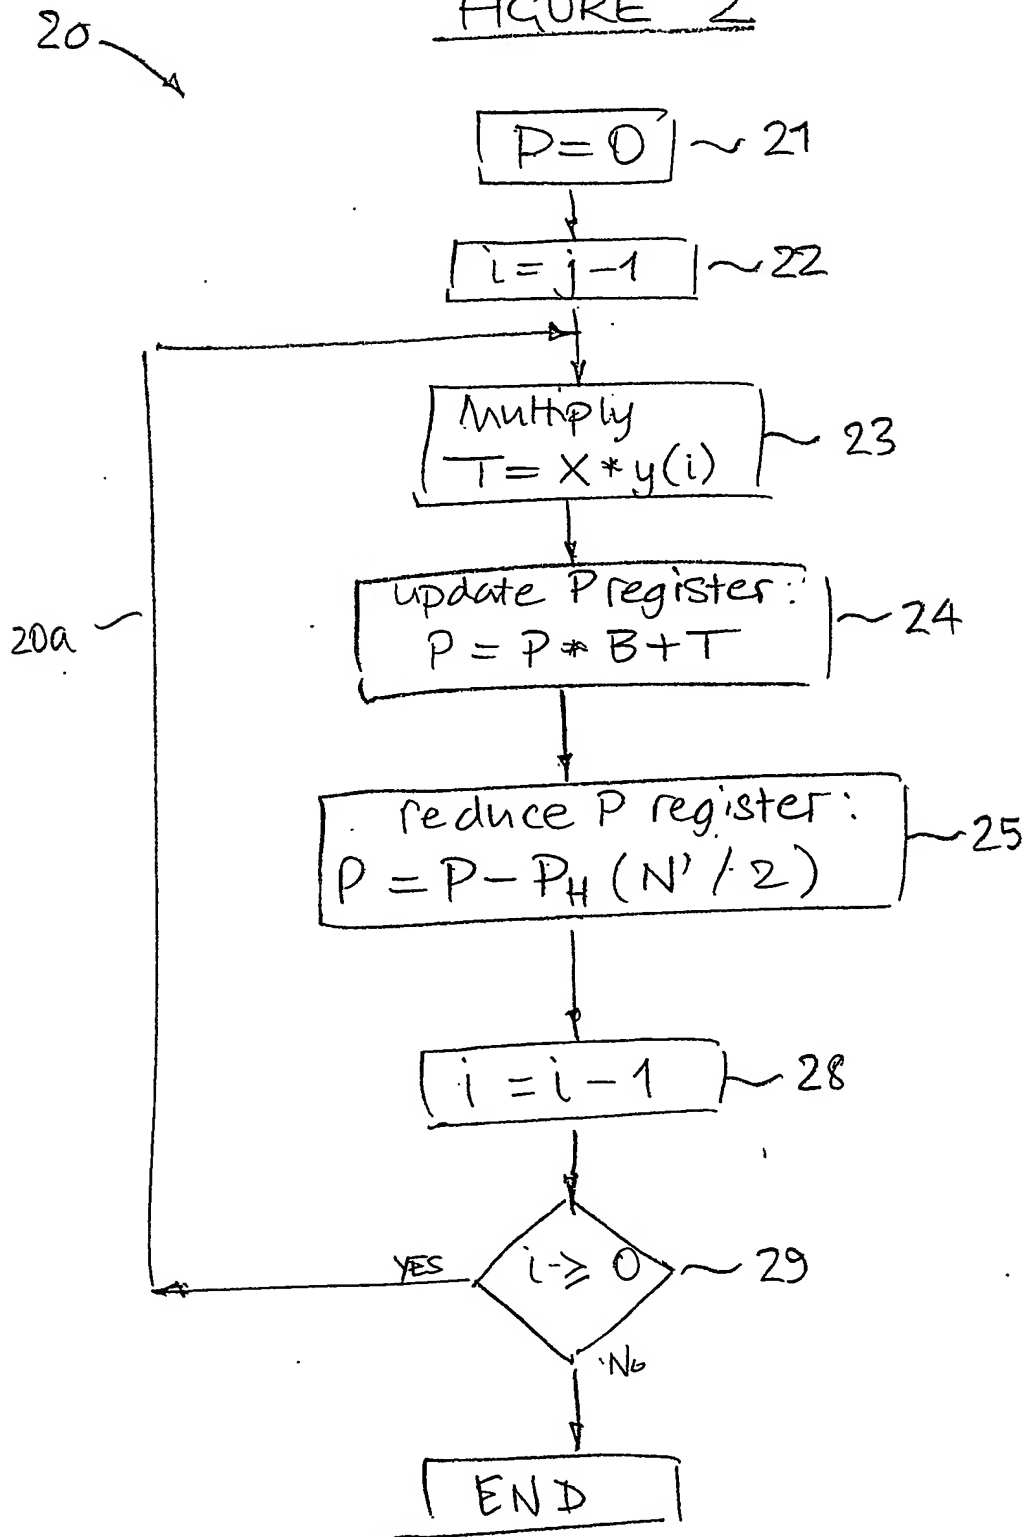 FIGURE 2
20
P=0
21
i=j-1
22
Multiply
T=X*y(i)
23
update P register:
P=P*B+T
24
20a
reduce P register:
P=P-PH(N'/2)
25
i=i-1
28
i≥0
29
YES
No
END